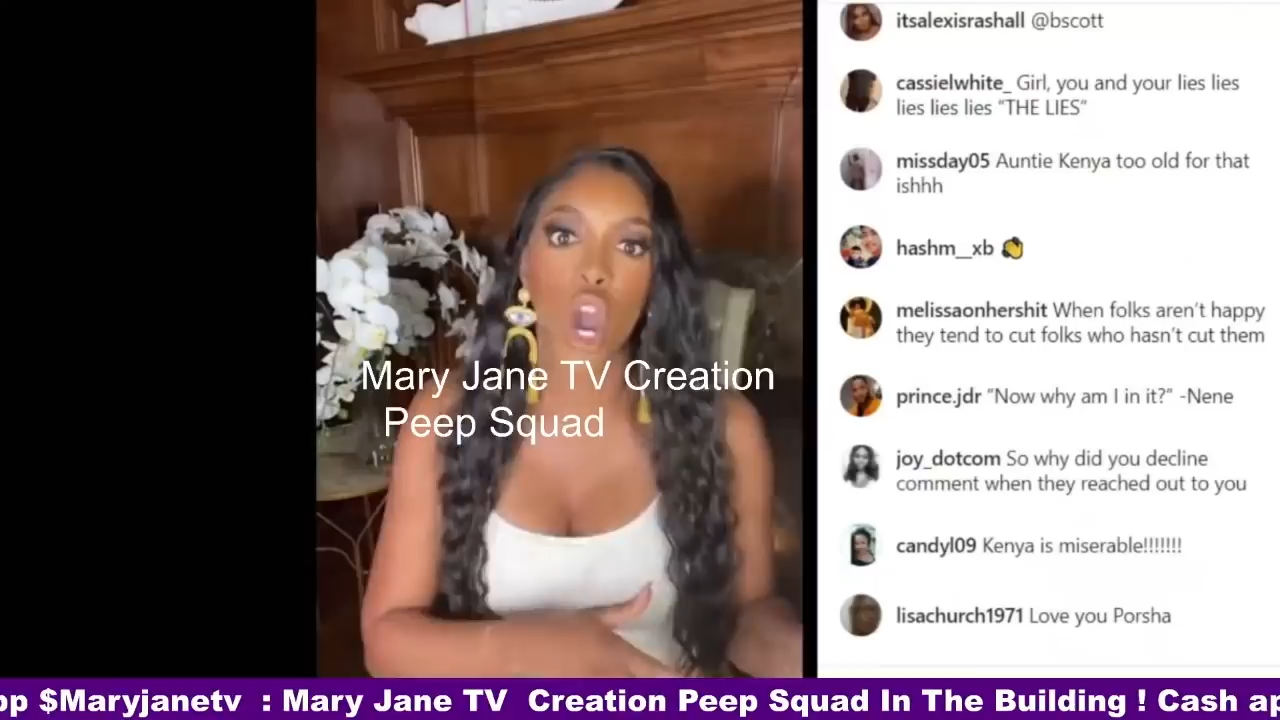 Mary Jane TV Creation
Peep Squad
itsalexisrashall @bscott
cassielwhite_ Girl, you and your lies lies
lies lies lies “THE LIES”
missday05 Auntie Kenya too old for that
ishhh
hashm__xb 👏
melissaonhershit When folks aren’t happy
they tend to cut folks who hasn’t cut them
prince.jdr “Now why am I in it?” -Nene
joy_dotcom So why did you decline
comment when they reached out to you
candyl09 Kenya is miserable!!!!!!!
lisachurch1971 Love you Porsha
pp $Maryjanetv : Mary Jane TV Creation Peep Squad In The Building ! Cash ap